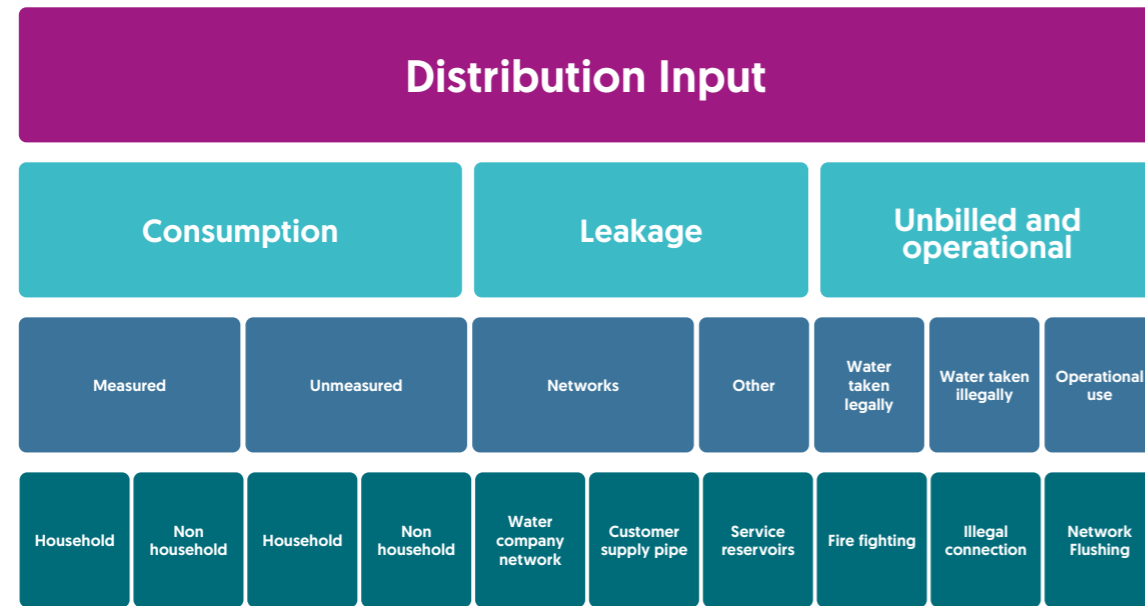 Distribution Input
Consumption
Leakage
Unbilled and
operational
Measured
Unmeasured
Networks
Other
Water
taken
legally
Water taken
illegally
Operational
use
Household
Non
household
Household
Non
household
Water
company
network
Customer
supply pipe
Service
reservoirs
Fire fighting
Illegal
connection
Network
Flushing